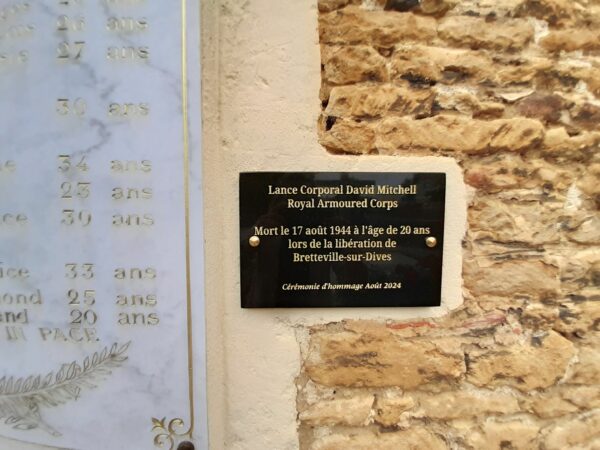 26 ans
27 ans
30 ans
34 ans
23 ans
30 ans
33 ans
25 ans
20 ans
IN PACE
Lance Corporal David Mitchell
Royal Armoured Corps
Mort le 17 août 1944 à l'âge de 20 ans
lors de la libération de
Bretteville-sur-Dives
Cérémonie d'hommage Août 2024